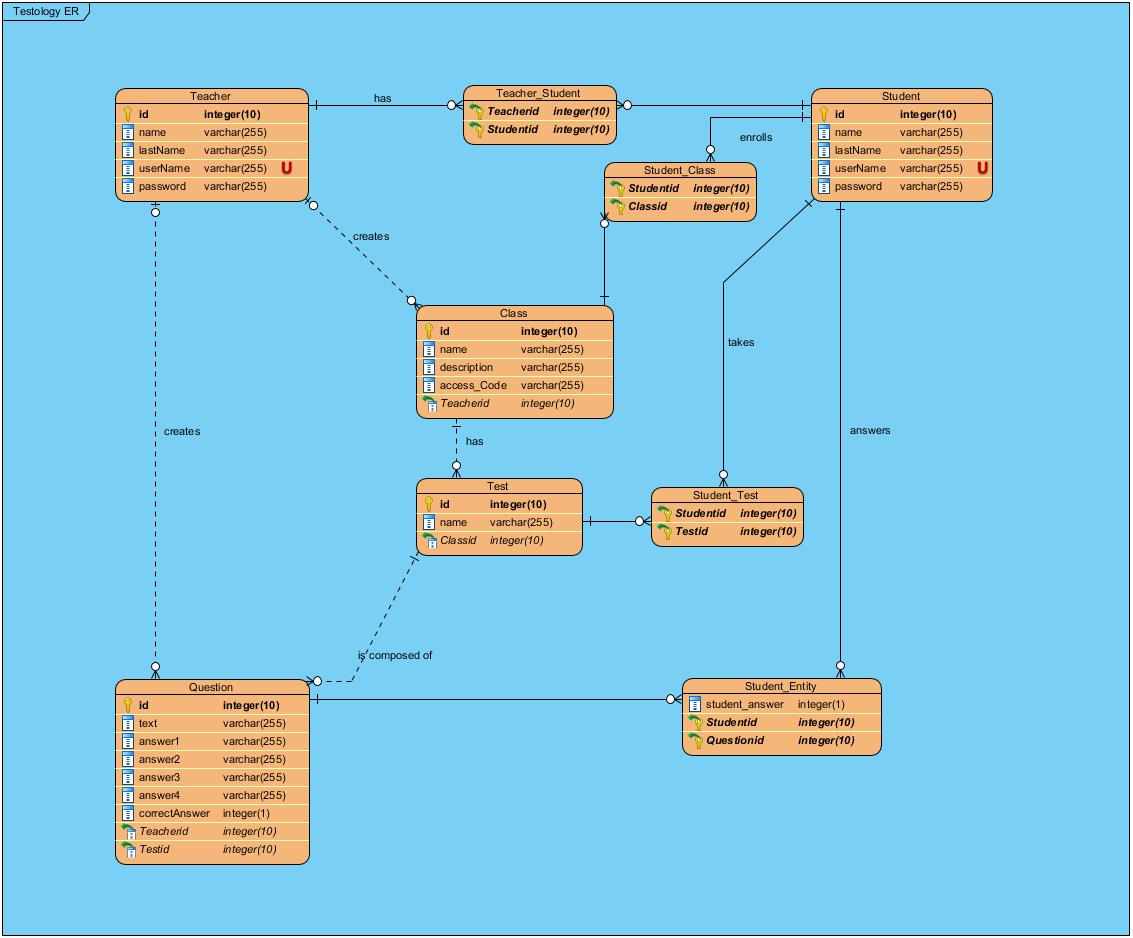 Testology ER
Teacher
id integer(10)
name varchar(255)
lastName varchar(255)
userName varchar(255) U
password varchar(255)
has
Teacher_Student
Teacherid integer(10)
Studentid integer(10)
Student
id integer(10)
name varchar(255)
lastName varchar(255)
userName varchar(255) U
password varchar(255)
enrolls
Student_Class
Studentid integer(10)
Classid integer(10)
creates
Class
id integer(10)
name varchar(255)
description varchar(255)
access_Code varchar(255)
Teacherid integer(10)
takes
creates
has
answers
Test
id integer(10)
name varchar(255)
Classid integer(10)
Student_Test
Studentid integer(10)
Testid integer(10)
is composed of
Question
id integer(10)
text varchar(255)
answer1 varchar(255)
answer2 varchar(255)
answer3 varchar(255)
answer4 varchar(255)
correctAnswer integer(1)
Teacherid integer(10)
Testid integer(10)
Student_Entity
student_answer integer(1)
Studentid integer(10)
Questionid integer(10)